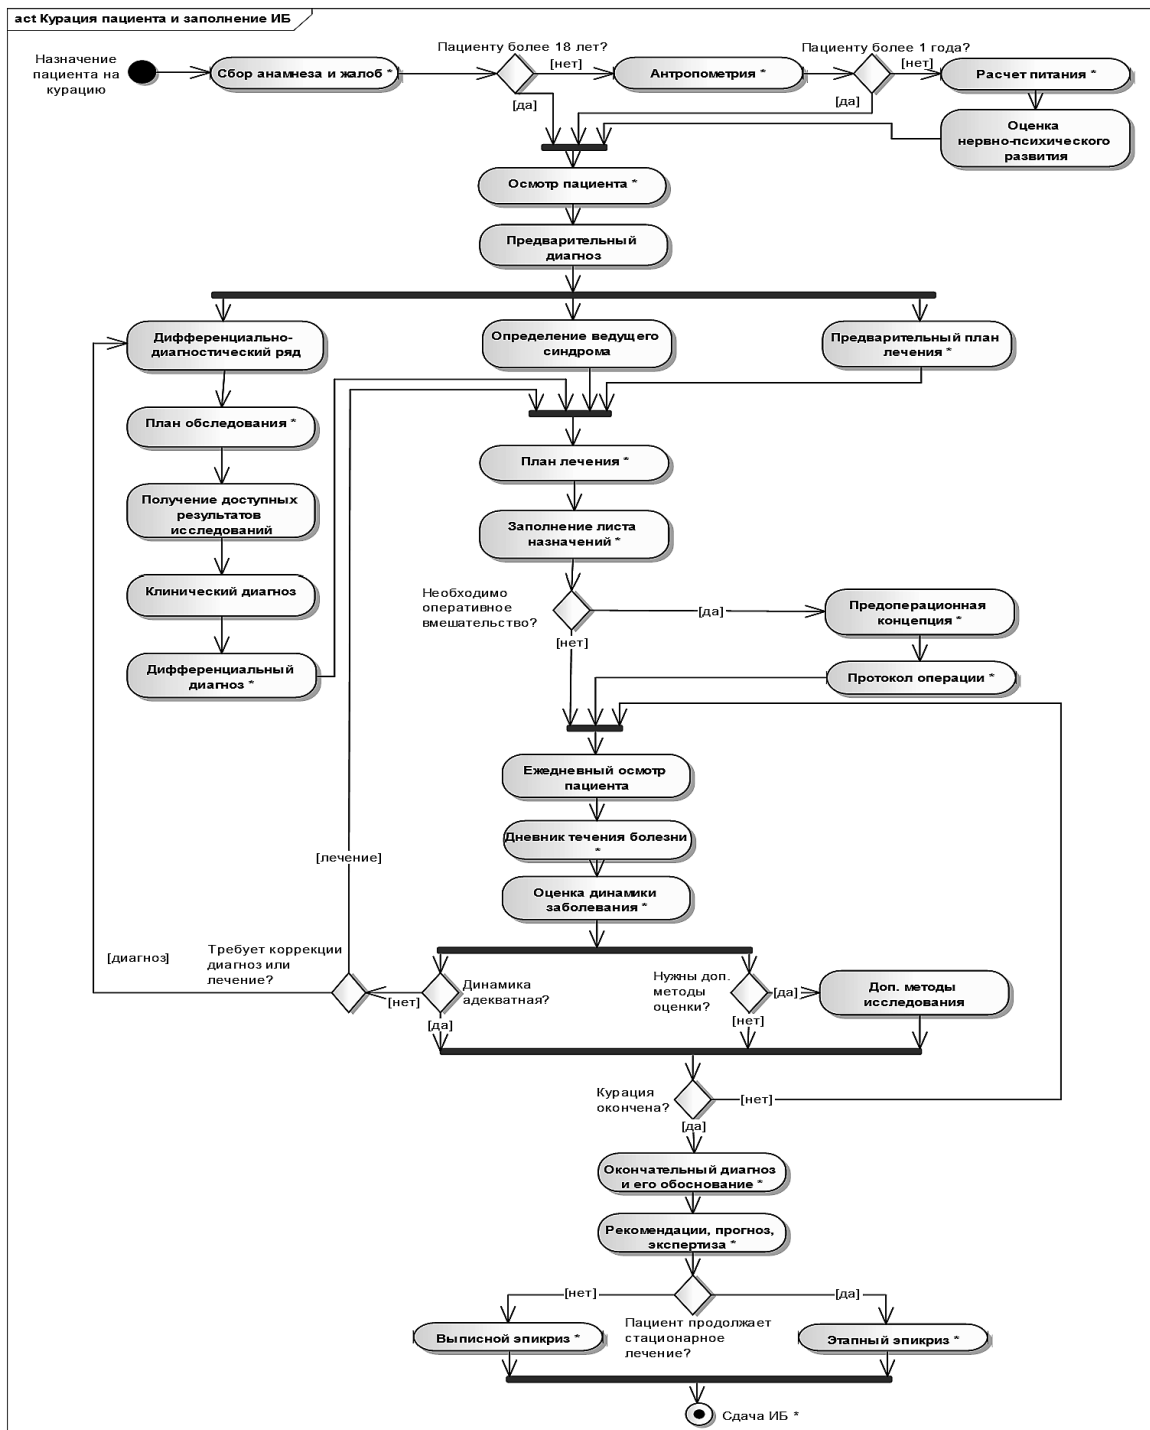 act Курация пациента и заполнение ИБ
Назначение
пациента на
курацию
Сбор анамнеза и жалоб *
Пациенту более 18 лет?
[нет]
[да]
Антропометрия *
Пациенту более 1 года?
[нет]
[да]
Расчет питания *
Оценка
нервно-психического
развития
Осмотр пациента *
Предварительный
диагноз
Дифференциально-
диагностический ряд
Определение ведущего
синдрома
Предварительный план
лечения *
План обследования *
План лечения *
Получение доступных
результатов
исследований
Заполнение листа
назначений *
Клинический диагноз
Необходимо
оперативное
вмешательство?
[да]
[нет]
Предоперационная
концепция *
Дифференциальный
диагноз *
Протокол операции *
Ежедневный осмотр
пациента
Дневник течения болезни
*
[лечение]
Оценка динамики
заболевания *
[диагноз]
Требует коррекции
диагноз или
лечение?
[нет]
Динамика
адекватная?
[да]
Нужны доп.
методы
оценки?
[да]
[нет]
Доп. методы
исследования
Курация
окончена?
[нет]
[да]
Окончательный диагноз
и его обоснование *
Рекомендации, прогноз,
экспертиза *
[нет]
[да]
Пациент продолжает
стационарное
лечение?
Выписной эпикриз *
Этапный эпикриз *
Сдача ИБ *